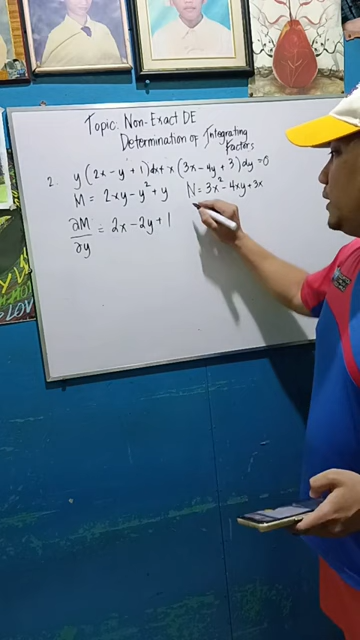 Topic: Non-Exact DE
Determination of Integrating
Factors
2. y(2x - y + 1)dx + x(3x - 4y + 3)dy = 0
M = 2xy - y² + y
N = 3x² - 4xy + 3x
∂M/∂y = 2x - 2y + 1